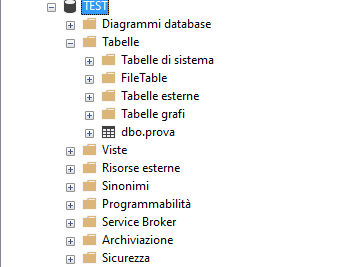 TEST
Diagrammi database
Tabelle
Tabelle di sistema
FileTable
Tabelle esterne
Tabelle grafi
dbo.prova
Viste
Risorse esterne
Sinonimi
Programmabilità
Service Broker
Archiviazione
Sicurezza